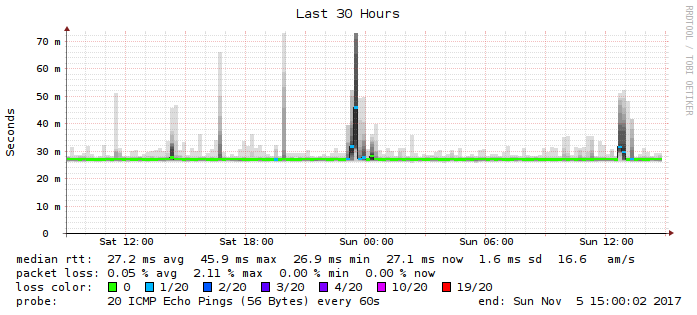 Last 30 Hours
RRDTOOL / TOBI OETIKER
Seconds
70 m
60 m
50 m
40 m
30 m
20 m
10 m
0
Sat 12:00 Sat 18:00 Sun 00:00 Sun 06:00 Sun 12:00
median rtt: 27.2 ms avg 45.9 ms max 26.9 ms min 27.1 ms now 1.6 ms sd 16.6 am/s
packet loss: 0.05 % avg 2.11 % max 0.00 % min 0.00 % now
loss color: 0 1/20 2/20 3/20 4/20 10/20 19/20
probe: 20 ICMP Echo Pings (56 Bytes) every 60s end: Sun Nov 5 15:00:02 2017